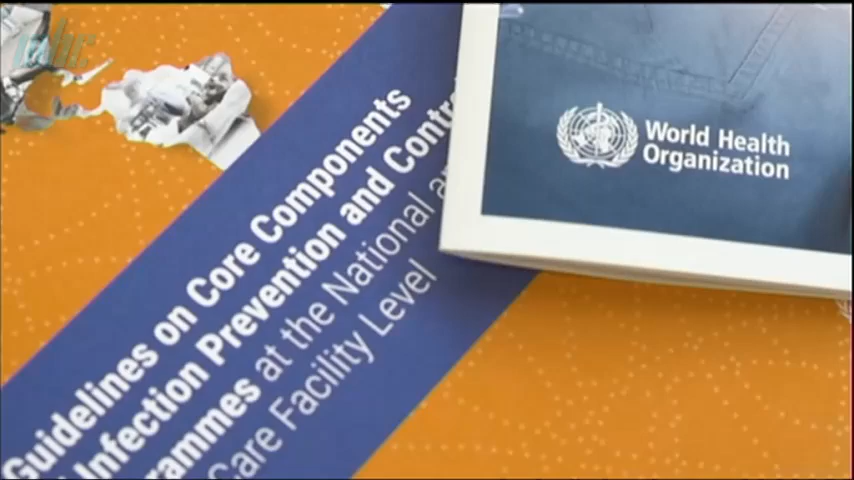 World Health
Organization
Guidelines on Core Components
Infection Prevention and Contr
rammes at the National a
Care Facility Level